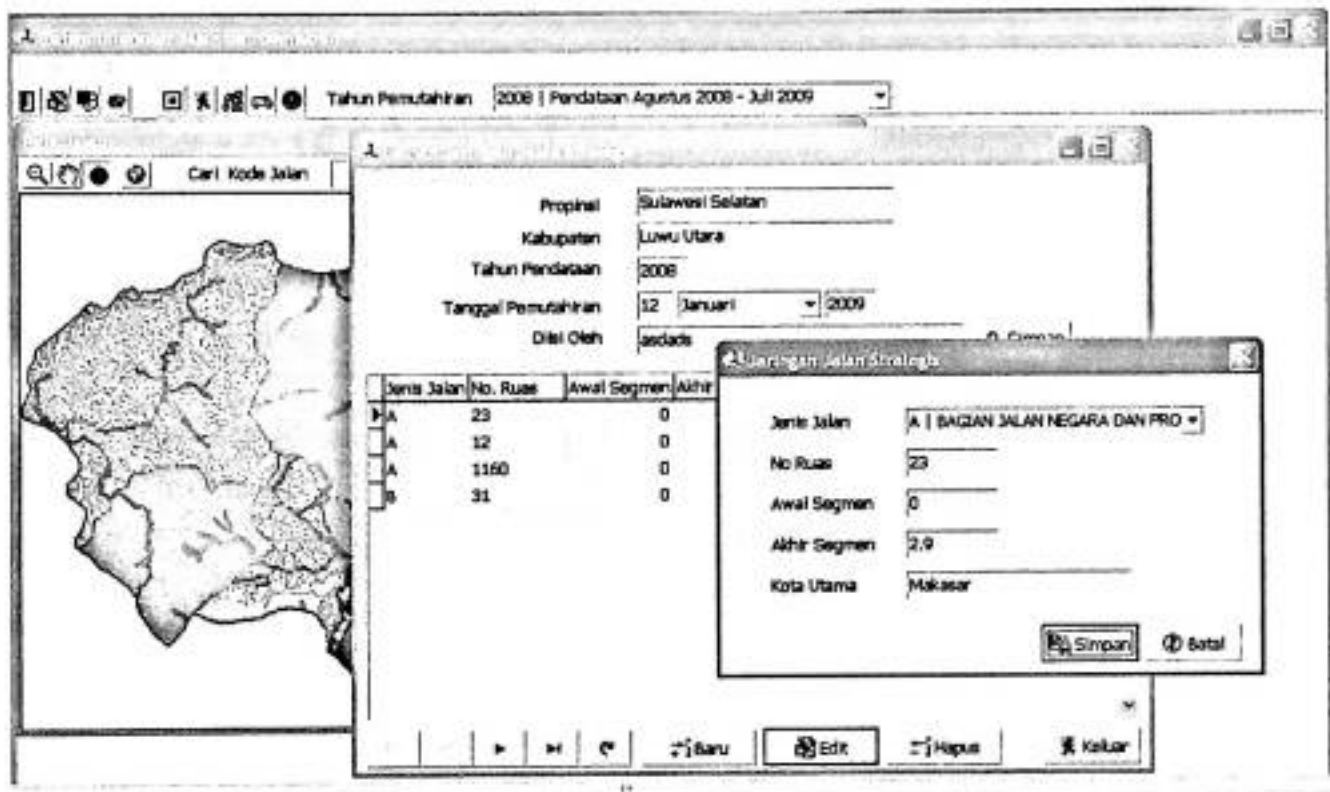 Tahun Pemutahiran 2008 | Pendataan Agustus 2008 - Juli 2009
Cari Kode Jalan
Propinsi Sulawesi Selatan
Kabupaten Luwu Utara
Tahun Pendataan 2008
Tanggal Pemutahiran 12 Januari 2009
Diisi Oleh asdads Simpan
Jenis Jalan No. Ruas Awal Segmen Akhir
A 23 0
A 12 0
A 1160 0
B 31 0
Jaringan Jalan Strategis
Jenis Jalan A | BAGIAN JALAN NEGARA DAN PRO
No Ruas 23
Awal Segmen 0
Akhir Segmen 2.9
Kota Utama Makasar
Simpan Batal
Baru Edit Hapus Keluar